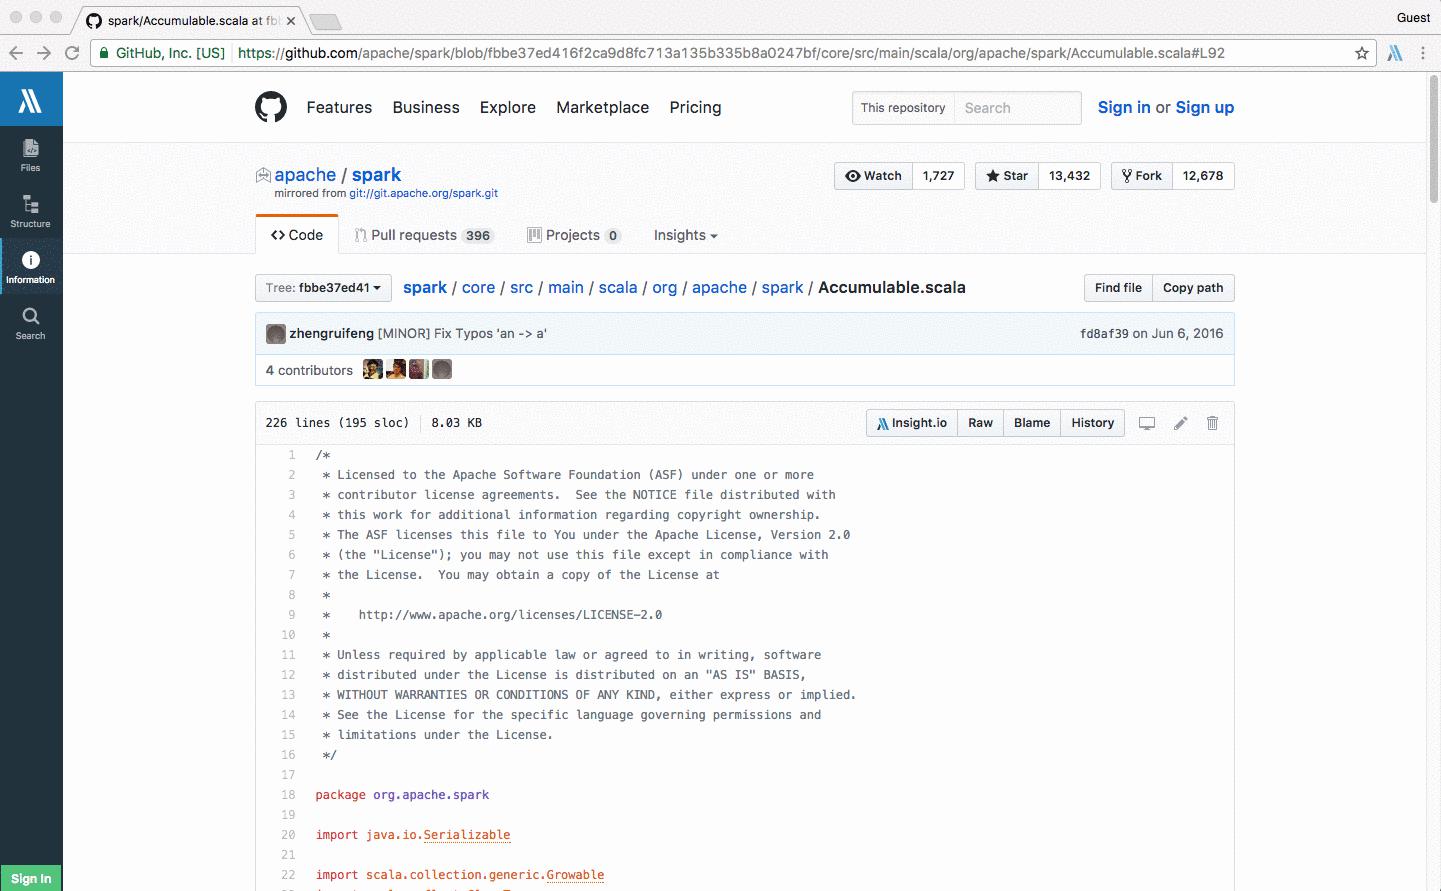 spark/Accumulable.scala at fb
Guest
GitHub, Inc. [US] https://github.com/apache/spark/blob/fbbe37ed416f2ca9d8fc713a135b335b8a0247bf/core/src/main/scala/org/apache/spark/Accumulable.scala#L92
Files
Structure
Information
Search
Sign In
Features Business Explore Marketplace Pricing
This repository Search Sign in or Sign up
apache / spark
mirrored from git://git.apache.org/spark.git
Watch 1,727 Star 13,432 Fork 12,678
Code Pull requests 396 Projects 0 Insights
Tree: fbbe37ed41 spark / core / src / main / scala / org / apache / spark / Accumulable.scala Find file Copy path
zhengruifeng [MINOR] Fix Typos 'an -> a' fd8af39 on Jun 6, 2016
4 contributors
226 lines (195 sloc) 8.03 KB Insight.io Raw Blame History
1 /*
2 * Licensed to the Apache Software Foundation (ASF) under one or more
3 * contributor license agreements.  See the NOTICE file distributed with
4 * this work for additional information regarding copyright ownership.
5 * The ASF licenses this file to You under the Apache License, Version 2.0
6 * (the "License"); you may not use this file except in compliance with
7 * the License.  You may obtain a copy of the License at
8 *
9 *    http://www.apache.org/licenses/LICENSE-2.0
10 *
11 * Unless required by applicable law or agreed to in writing, software
12 * distributed under the License is distributed on an "AS IS" BASIS,
13 * WITHOUT WARRANTIES OR CONDITIONS OF ANY KIND, either express or implied.
14 * See the License for the specific language governing permissions and
15 * limitations under the License.
16 */
17
18 package org.apache.spark
19
20 import java.io.Serializable
21
22 import scala.collection.generic.Growable